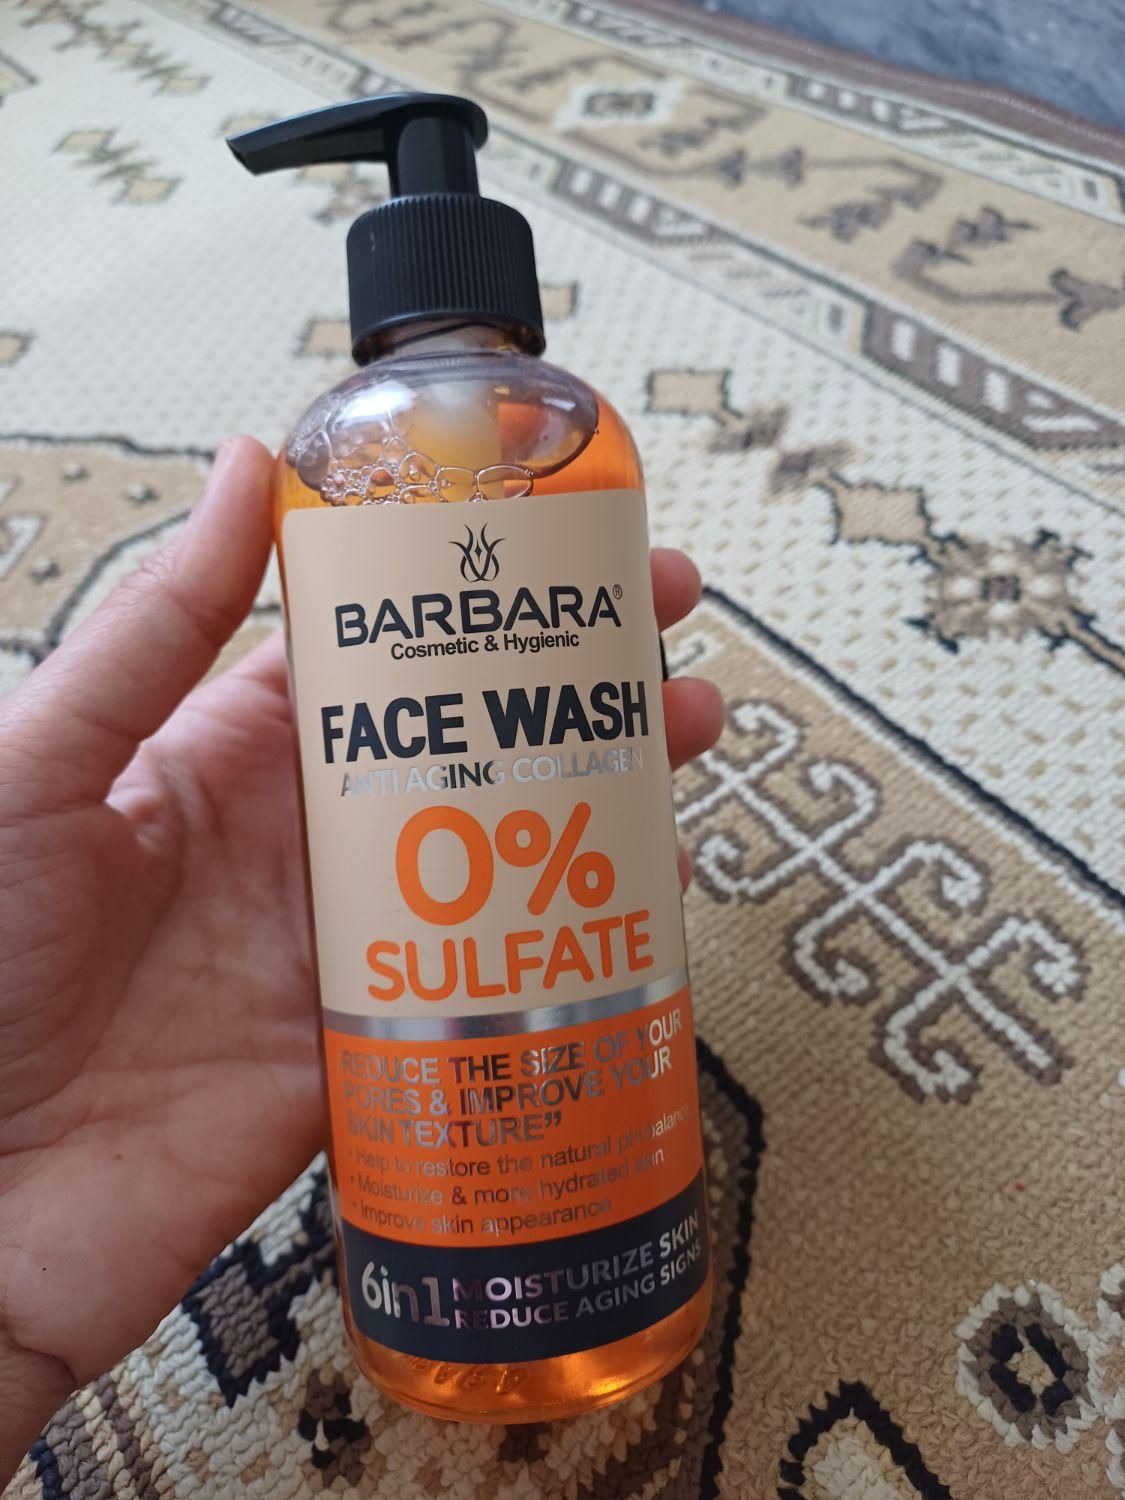 BARBARA®
Cosmetic & Hygienic
FACE WASH
ANTI AGING COLLAGEN
0%
SULFATE
REDUCE THE SIZE OF YOUR
PORES & IMPROVE YOUR
SKIN TEXTURE”
• Help to restore the natural pH balance
• Moisturize & more hydrated skin
• Improve skin appearance
6in1 MOISTURIZE SKIN
REDUCE AGING SIGNS